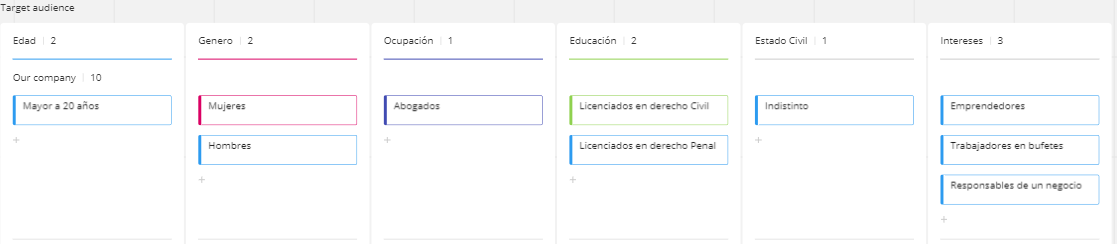 Target audience
Edad | 2
Genero | 2
Ocupación | 1
Educación | 2
Estado Civil | 1
Intereses | 3
Our company | 10
Mayor a 20 años
Mujeres
Abogados
Licenciados en derecho Civil
Indistinto
Emprendedores
Hombres
Licenciados en derecho Penal
Trabajadores en bufetes
Responsables de un negocio